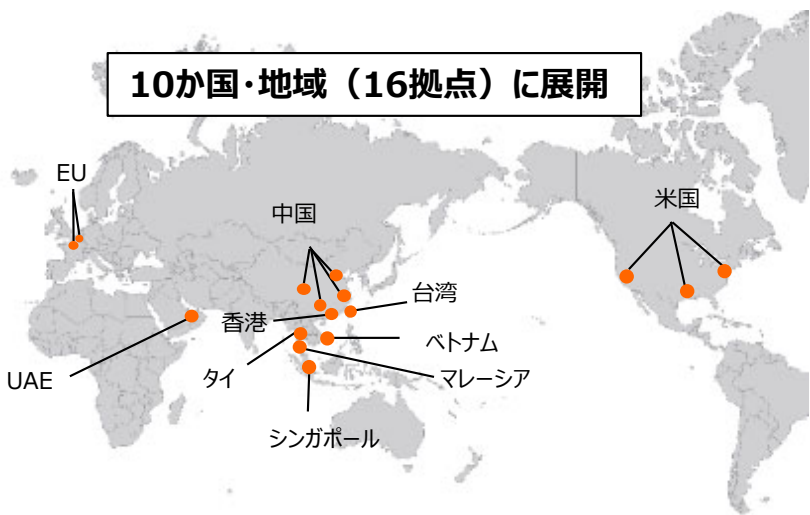 10か国・地域（16拠点）に展開
EU
中国
米国
台湾
香港
ベトナム
タイ
マレーシア
UAE
シンガポール